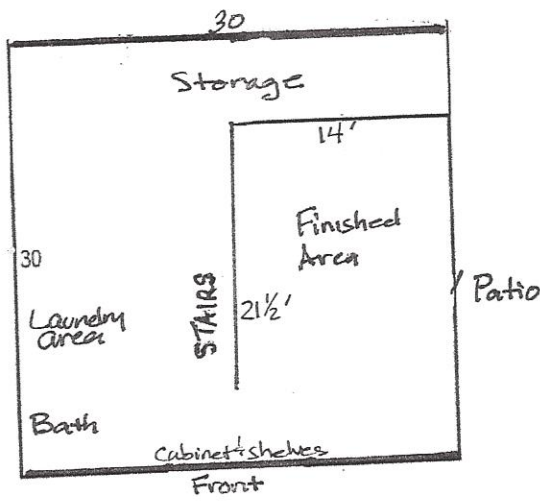 30
Storage
14'
Finished
Area
30
Patio
STAIRS
21½'
Laundry
area
Bath
Cabinet & shelves
Front